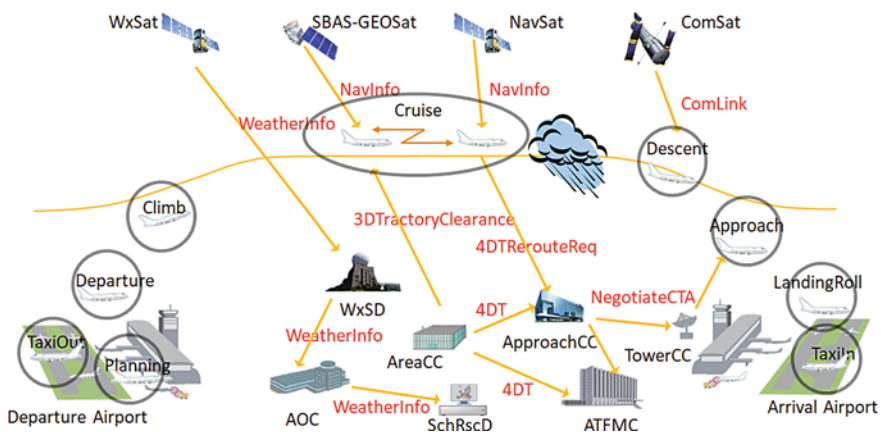 WxSat
SBAS-GEOSat
NavSat
ComSat
NavInfo
NavInfo
ComLink
WeatherInfo
Cruise
Descent
Climb
3DTractoryClearance
Approach
4DTRerouteReq
Departure
WxSD
4DT
NegotiateCTA
LandingRoll
WeatherInfo
TaxiOut
Planning
AreaCC
ApproachCC
TowerCC
TaxiIn
Departure Airport
AOC
WeatherInfo
4DT
SchRscD
ATFMC
Arrival Airport